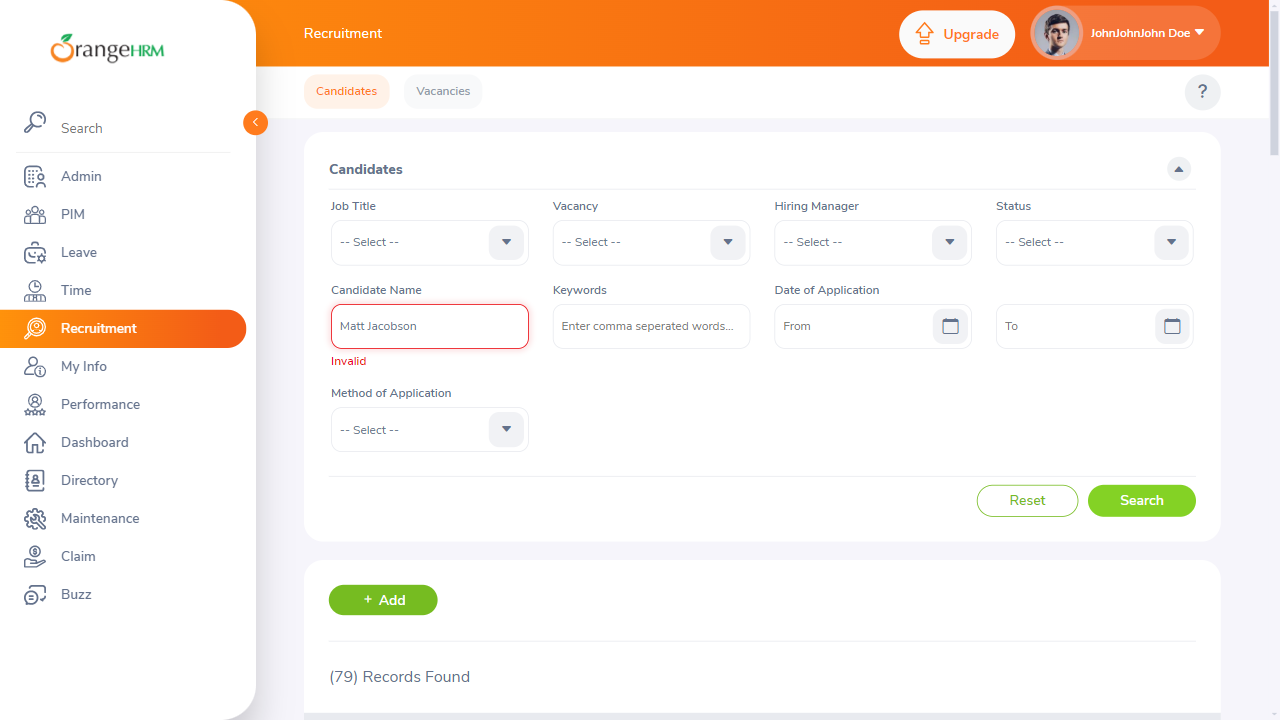 OrangeHRM
Recruitment
Upgrade
JohnJohnJohn Doe
Candidates
Vacancies
?
Search
Admin
PIM
Leave
Time
Recruitment
My Info
Performance
Dashboard
Directory
Maintenance
Claim
Buzz
Candidates
Job Title
Vacancy
Hiring Manager
Status
-- Select --
-- Select --
-- Select --
-- Select --
Candidate Name
Keywords
Date of Application
Matt Jacobson
Enter comma seperated words...
From
To
Invalid
Method of Application
-- Select --
Reset
Search
+ Add
(79) Records Found